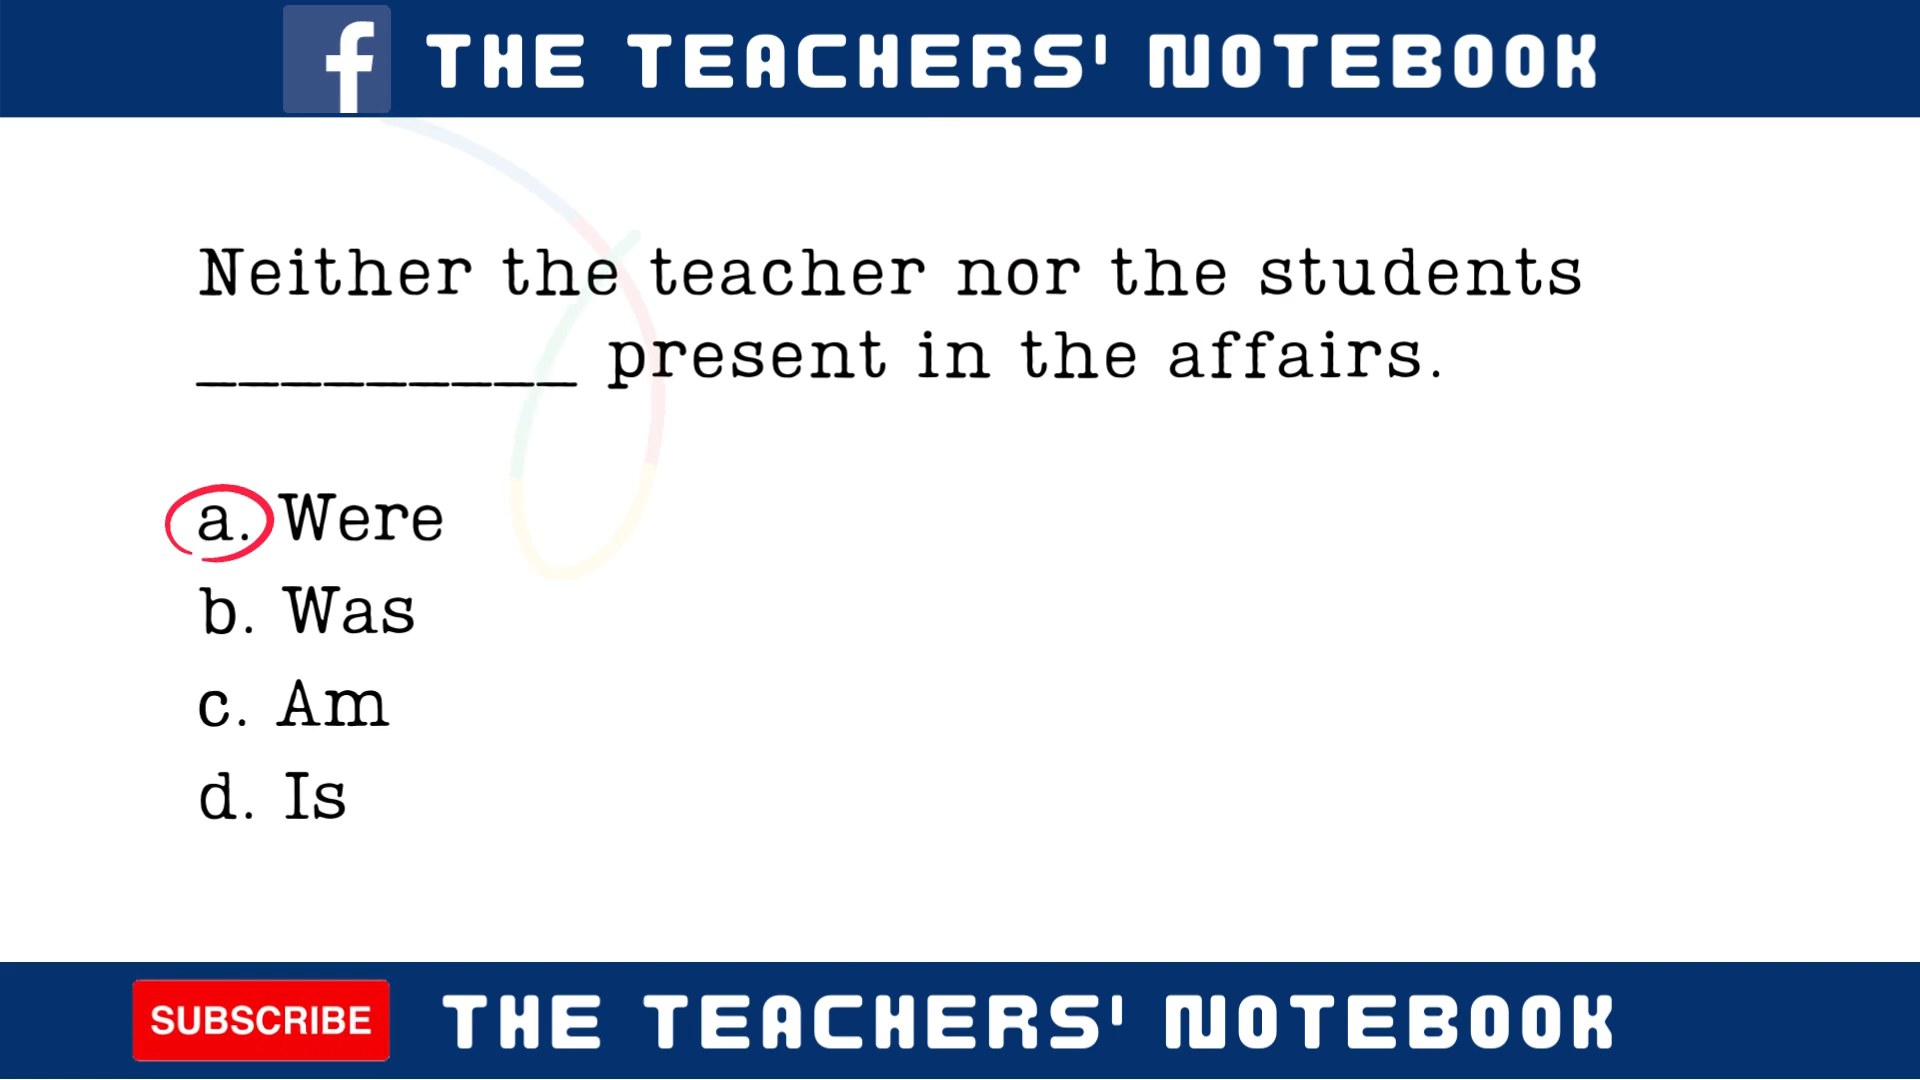 f THE TEACHERS' NOTEBOOK
Neither the teacher nor the students
_________ present in the affairs.
a. Were
b. Was
c. Am
d. Is
SUBSCRIBE THE TEACHERS' NOTEBOOK